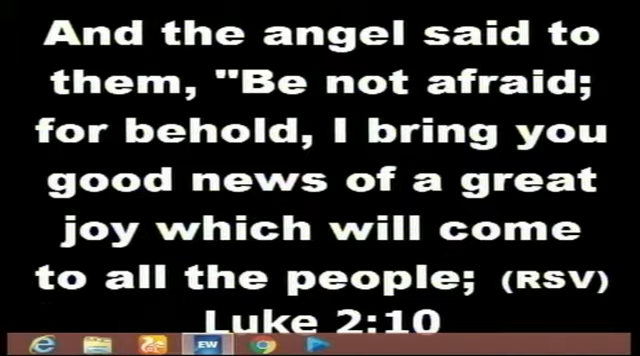 And the angel said to
them, "Be not afraid;
for behold, I bring you
good news of a great
joy which will come
to all the people; (RSV)
Luke 2:10
EW